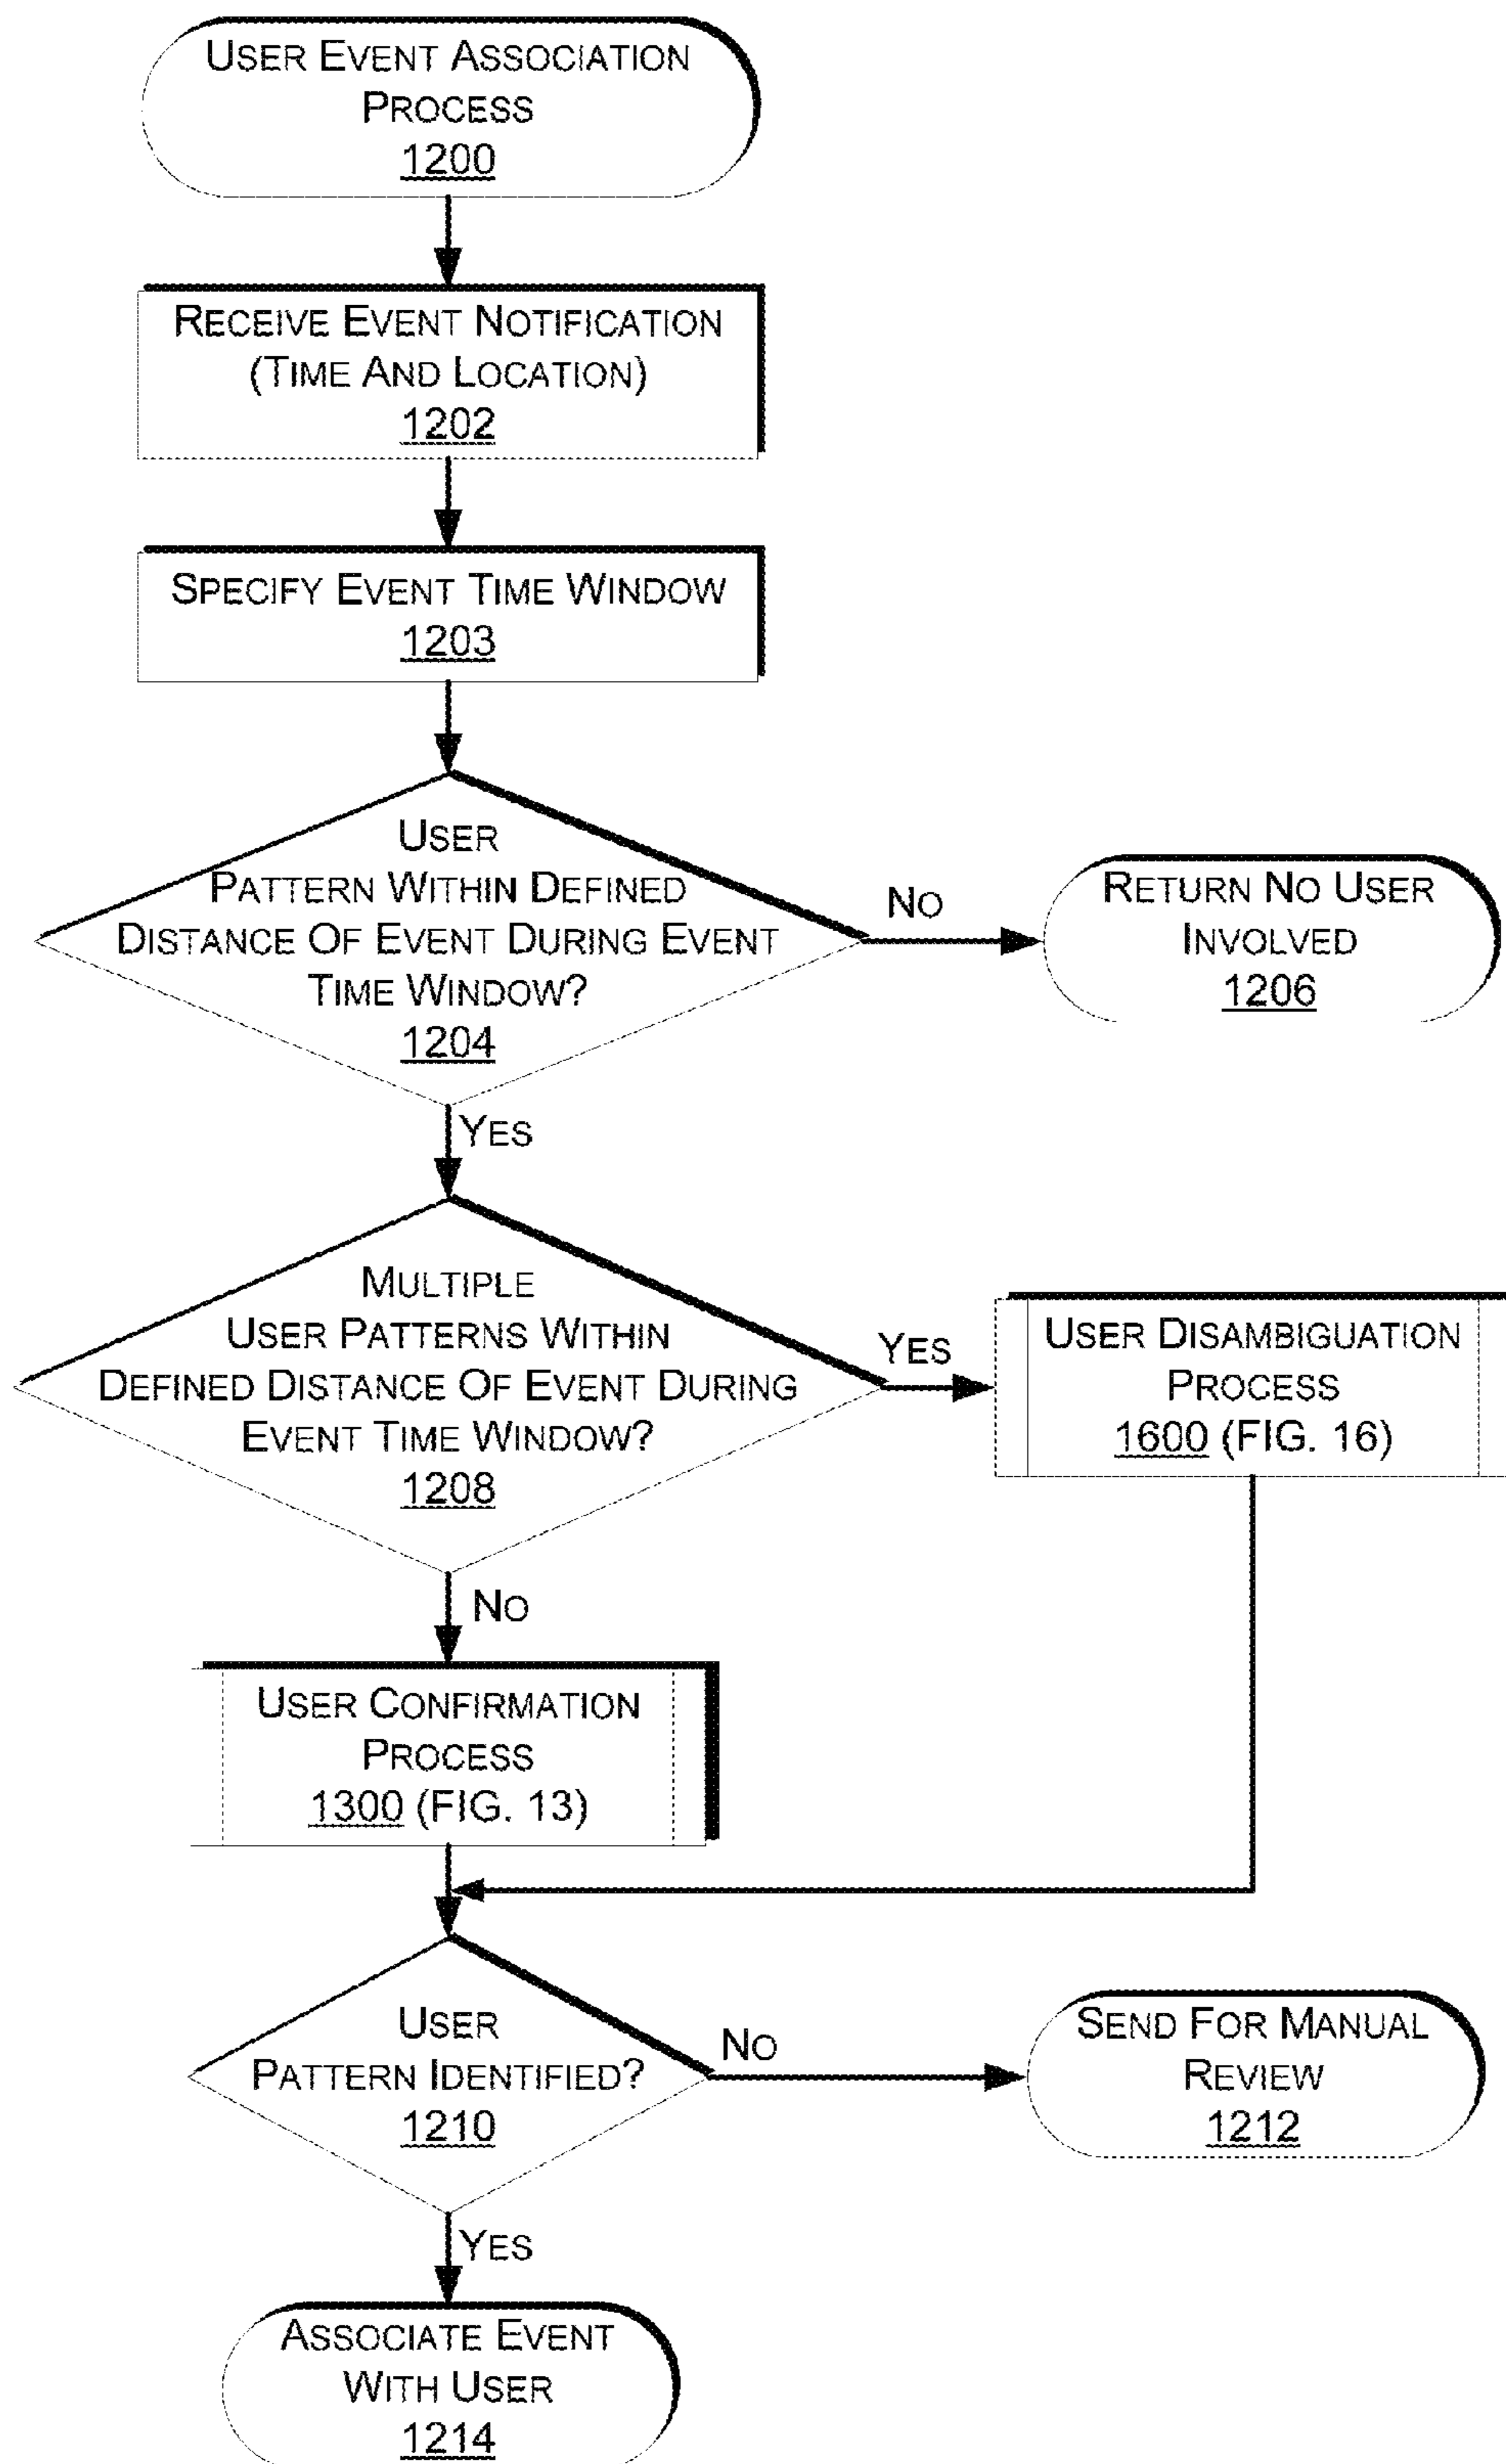 USER EVENT ASSOCIATION
PROCESS
1200
RECEIVE EVENT NOTIFICATION
(TIME AND LOCATION)
1202
SPECIFY EVENT TIME WINDOW
1203
USER
PATTERN WITHIN DEFINED
DISTANCE OF EVENT DURING EVENT
TIME WINDOW?
1204
NO
RETURN NO USER
INVOLVED
1206
YES
MULTIPLE
USER PATTERNS WITHIN
DEFINED DISTANCE OF EVENT DURING
EVENT TIME WINDOW?
1208
YES
USER DISAMBIGUATION
PROCESS
1600 (FIG. 16)
NO
USER CONFIRMATION
PROCESS
1300 (FIG. 13)
USER
PATTERN IDENTIFIED?
1210
NO
SEND FOR MANUAL
REVIEW
1212
YES
ASSOCIATE EVENT
WITH USER
1214